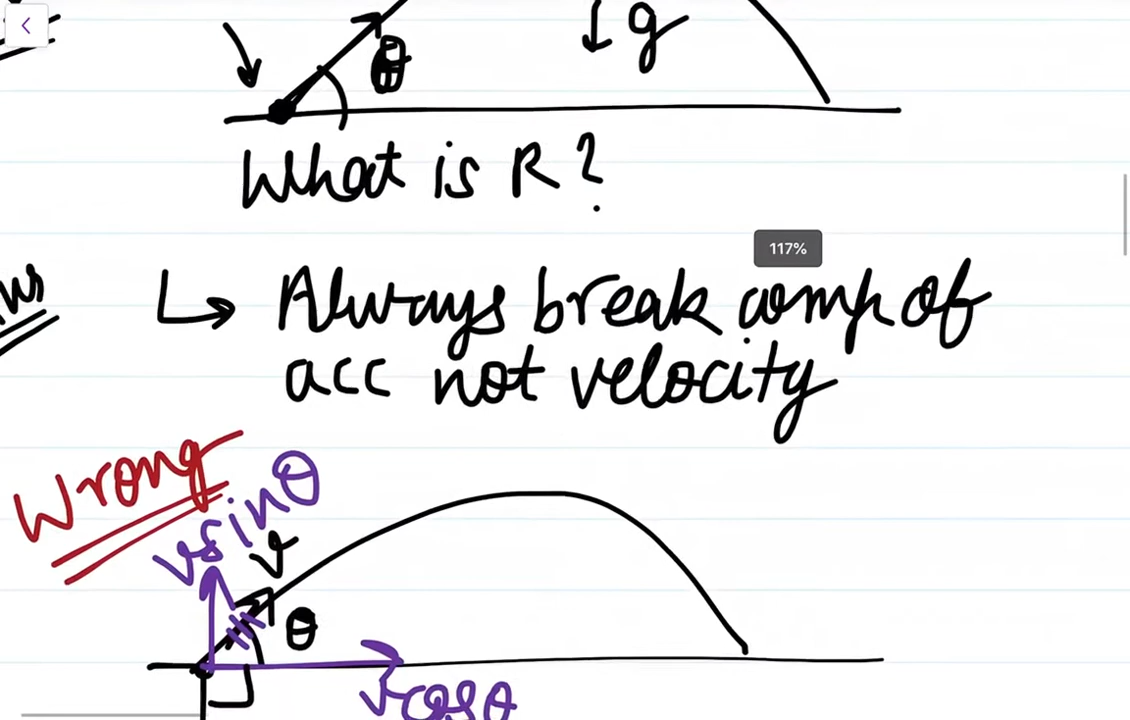 θ
g
What is R?
117%
Always break comp of
acc not velocity
Wrong
vsinθ
v
θ
vcosθ